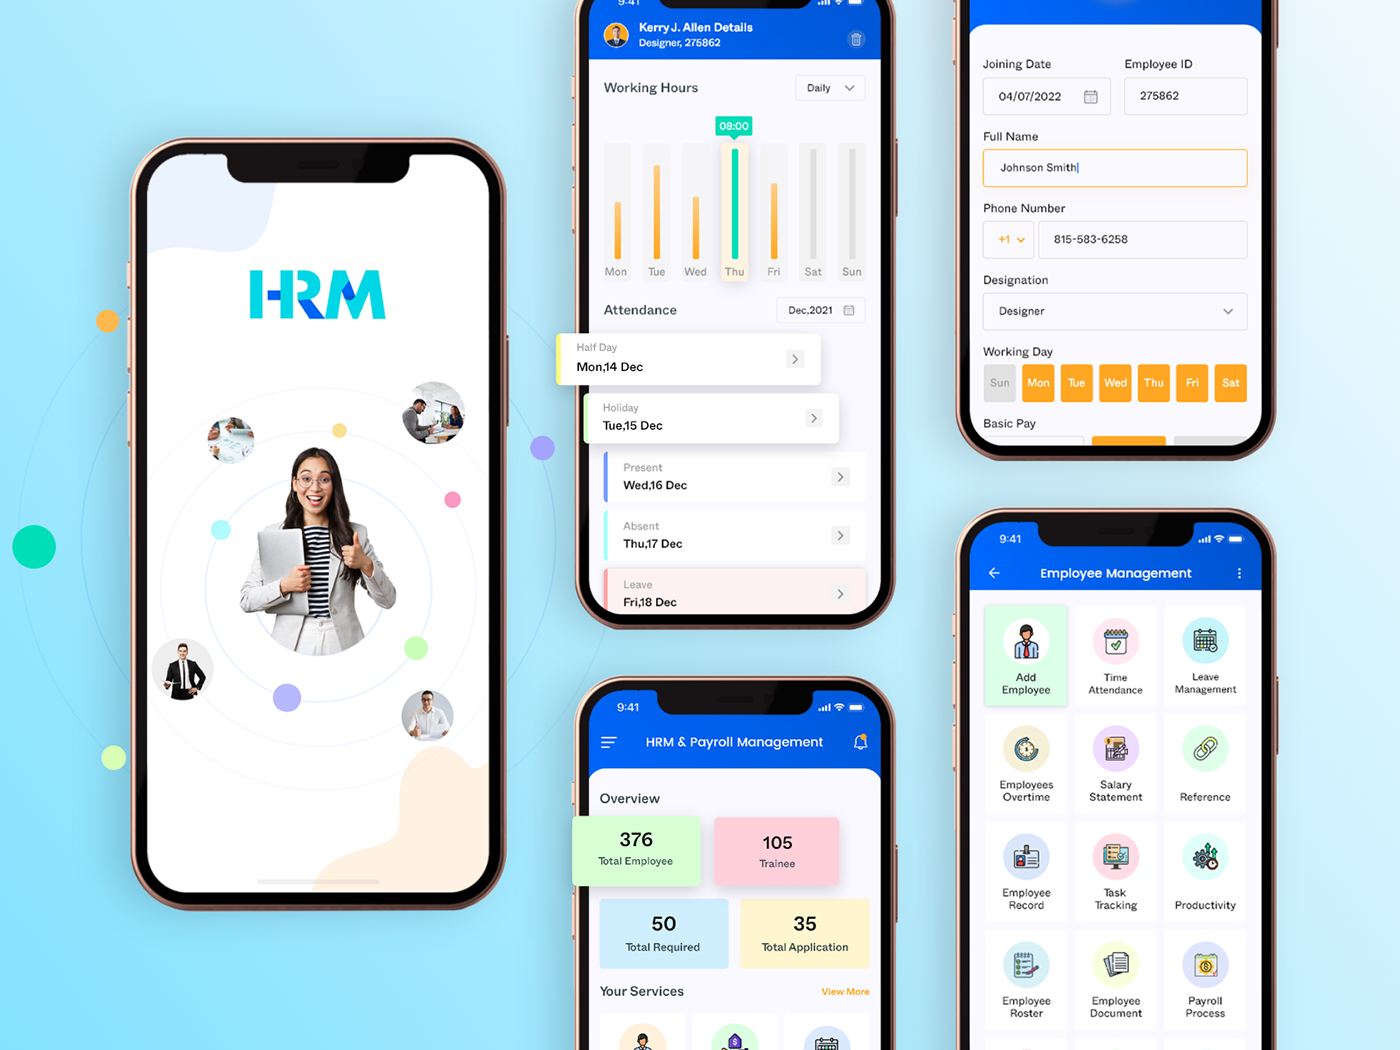 HRM
9:41
Kerry J. Allen Details
Designer, 275862
Working Hours
Daily
08:00
Mon Tue Wed Thu Fri Sat Sun
Attendance
Dec,2021
Half Day
Mon,14 Dec
Holiday
Tue,15 Dec
Present
Wed,16 Dec
Absent
Thu,17 Dec
Leave
Fri,18 Dec
9:41
HRM & Payroll Management
Overview
376
Total Employee
105
Trainee
50
Total Required
35
Total Application
Your Services
View More
Joining Date
Employee ID
04/07/2022
275862
Full Name
Johnson Smith
Phone Number
+1
815-583-6258
Designation
Designer
Working Day
Sun Mon Tue Wed Thu Fri Sat
Basic Pay
9:41
Employee Management
Add
Employee
Time
Attendance
Leave
Management
Employees
Overtime
Salary
Statement
Reference
Employee
Record
Task
Tracking
Productivity
Employee
Roster
Employee
Document
Payroll
Process